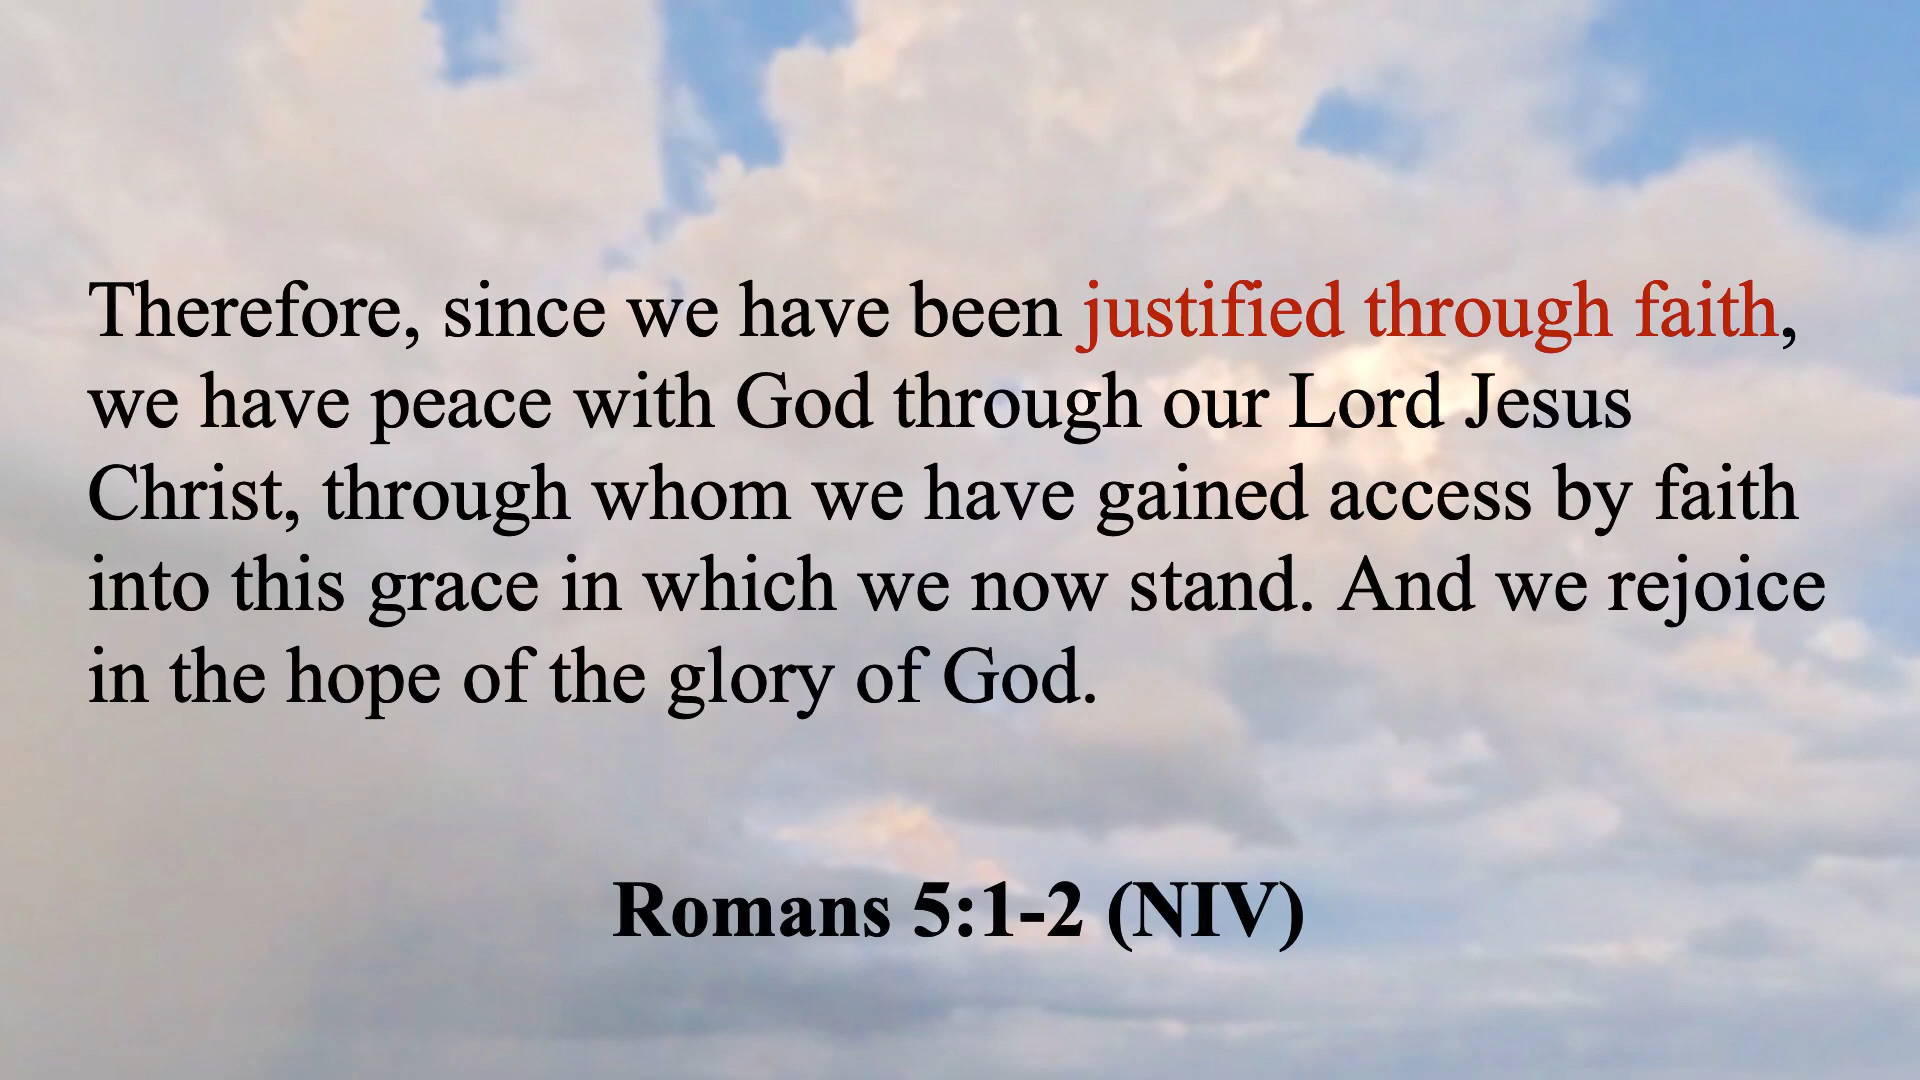 Therefore, since we have been justified through faith,
we have peace with God through our Lord Jesus
Christ, through whom we have gained access by faith
into this grace in which we now stand. And we rejoice
in the hope of the glory of God.
Romans 5:1-2 (NIV)